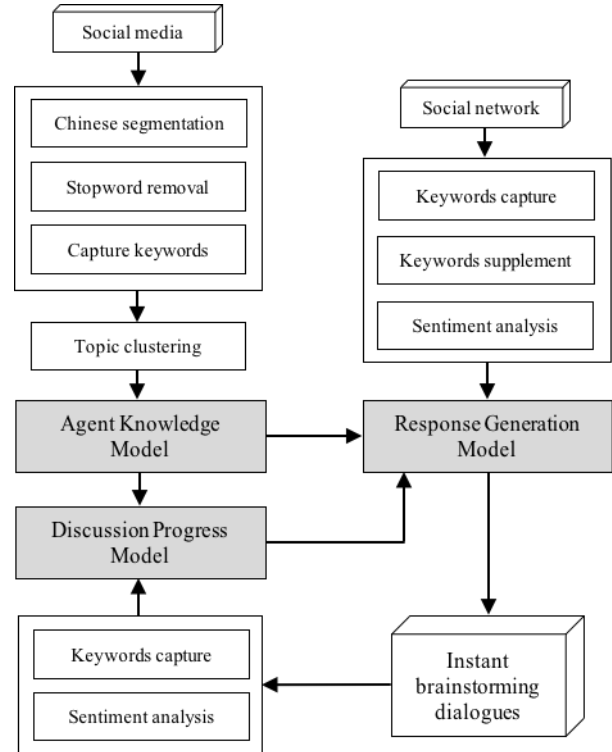 Social media
Chinese segmentation
Stopword removal
Capture keywords
Topic clustering
Agent Knowledge
Model
Discussion Progress
Model
Keywords capture
Sentiment analysis
Social network
Keywords capture
Keywords supplement
Sentiment analysis
Response Generation
Model
Instant
brainstorming
dialogues